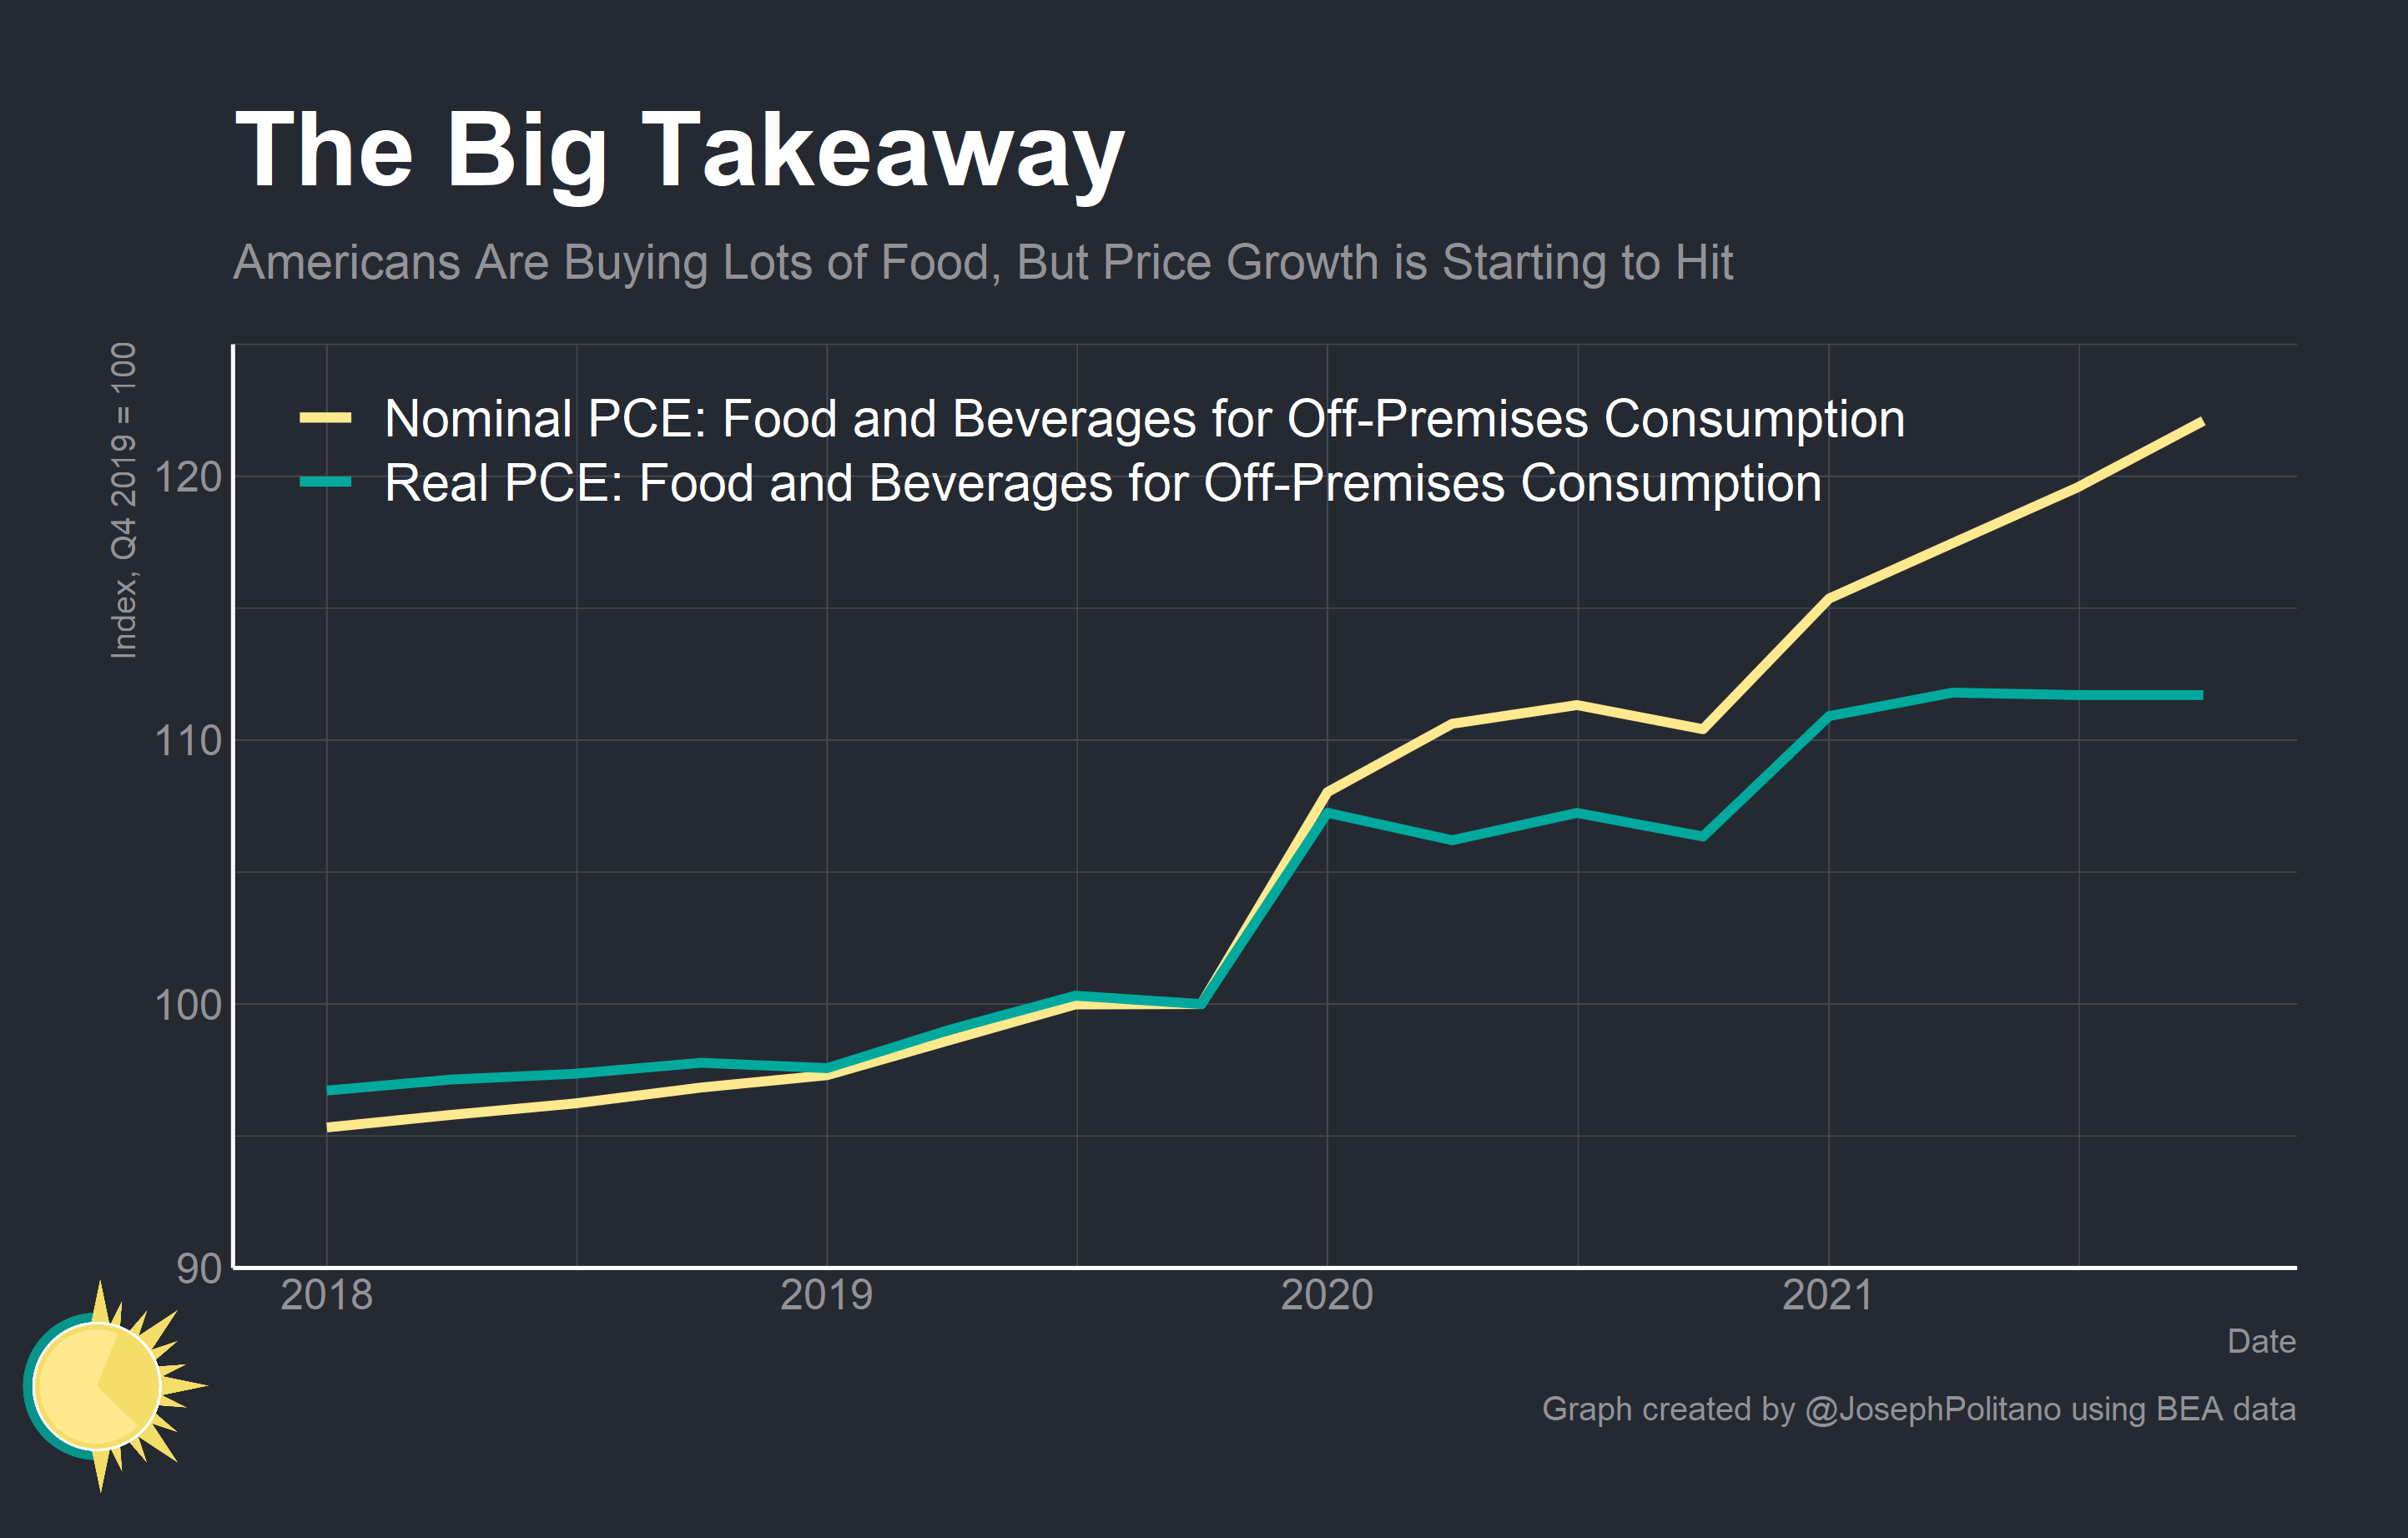 The Big Takeaway
Americans Are Buying Lots of Food, But Price Growth is Starting to Hit
Index, Q4 2019 = 100
Nominal PCE: Food and Beverages for Off-Premises Consumption
Real PCE: Food and Beverages for Off-Premises Consumption
120
110
100
90
2018 2019 2020 2021
Date
Graph created by @JosephPolitano using BEA data